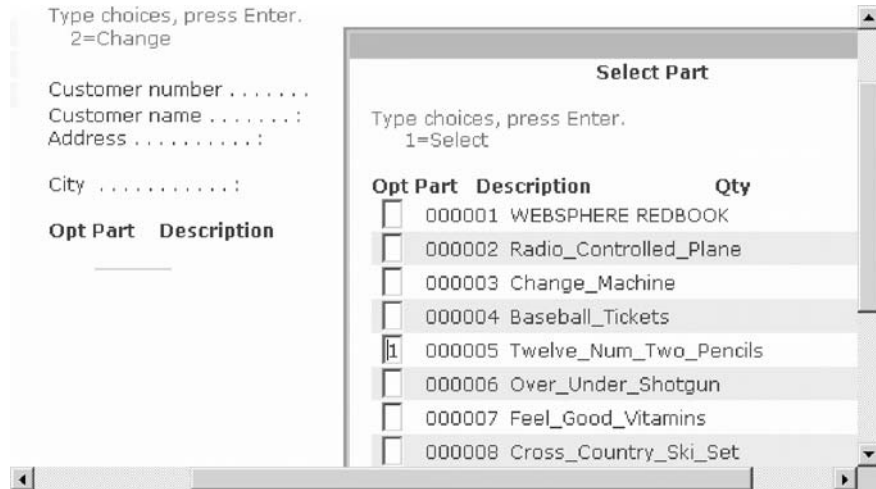 Type choices, press Enter.
2=Change
Customer number . . . . . . .
Customer name . . . . . . . :
Address . . . . . . . . . . :
City . . . . . . . . . . . :
Opt Part Description
Select Part
Type choices, press Enter.
1=Select
Opt Part Description Qty
000001 WEBSPHERE REDBOOK
000002 Radio_Controlled_Plane
000003 Change_Machine
000004 Baseball_Tickets
1 000005 Twelve_Num_Two_Pencils
000006 Over_Under_Shotgun
000007 Feel_Good_Vitamins
000008 Cross_Country_Ski_Set